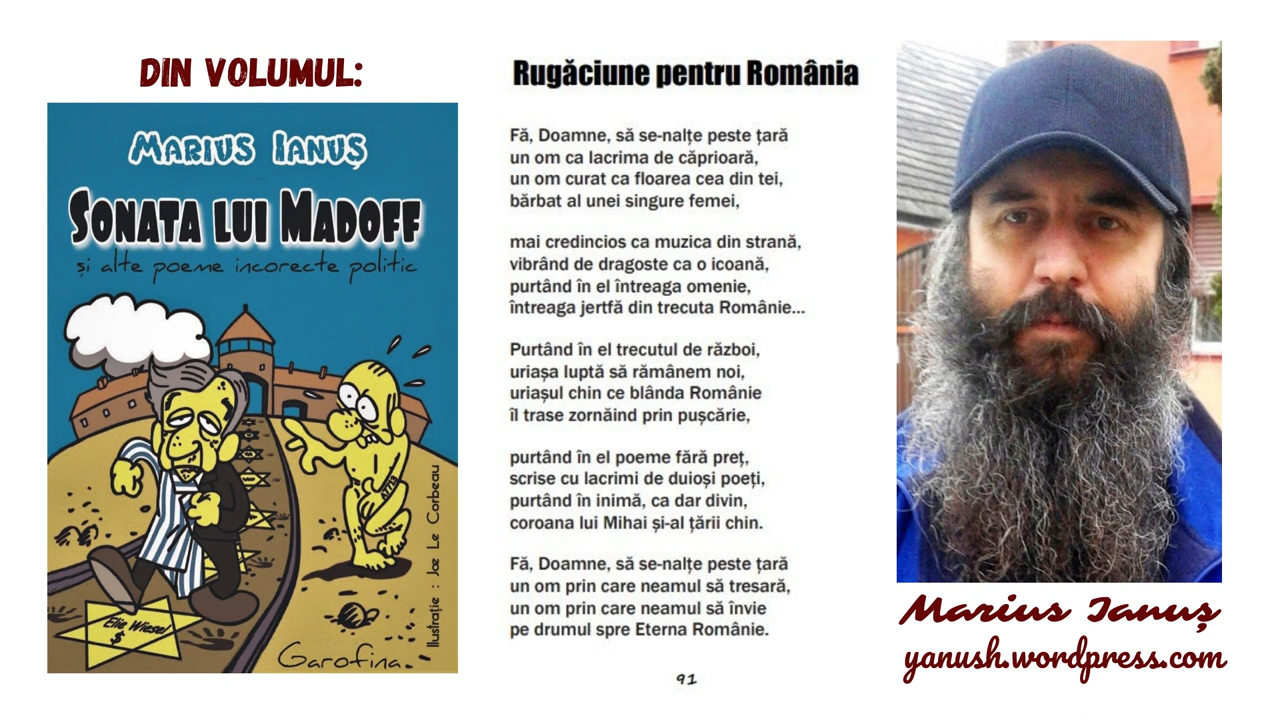 DIN VOLUMUL:
MARIUS IANUȘ
SONATA LUI MADOFF
și alte poeme incorecte politic
Elie Wiesel
$
Garofina
Ilustrație : Joe Le Corbeau
Rugăciune pentru România
Fă, Doamne, să se-nalțe peste țară
un om ca lacrima de căprioară,
un om curat ca floarea cea din tei,
bărbat al unei singure femei,
mai credincios ca muzica din strană,
vibrând de dragoste ca o icoană,
purtând în el întreaga omenie,
întreaga jertfă din trecuta Românie...
Purtând în el trecutul de război,
uriașa luptă să rămânem noi,
uriașul chin ce blânda Românie
îl trase zornăind prin pușcărie,
purtând în el poeme fără preț,
scrise cu lacrimi de duioși poeți,
purtând în inimă, ca dar divin,
coroana lui Mihai și-al țării chin.
Fă, Doamne, să se-nalțe peste țară
un om prin care neamul să tresară,
un om prin care neamul să învie
pe drumul spre Eterna Românie.
91
Marius Ianuș
yanush.wordpress.com